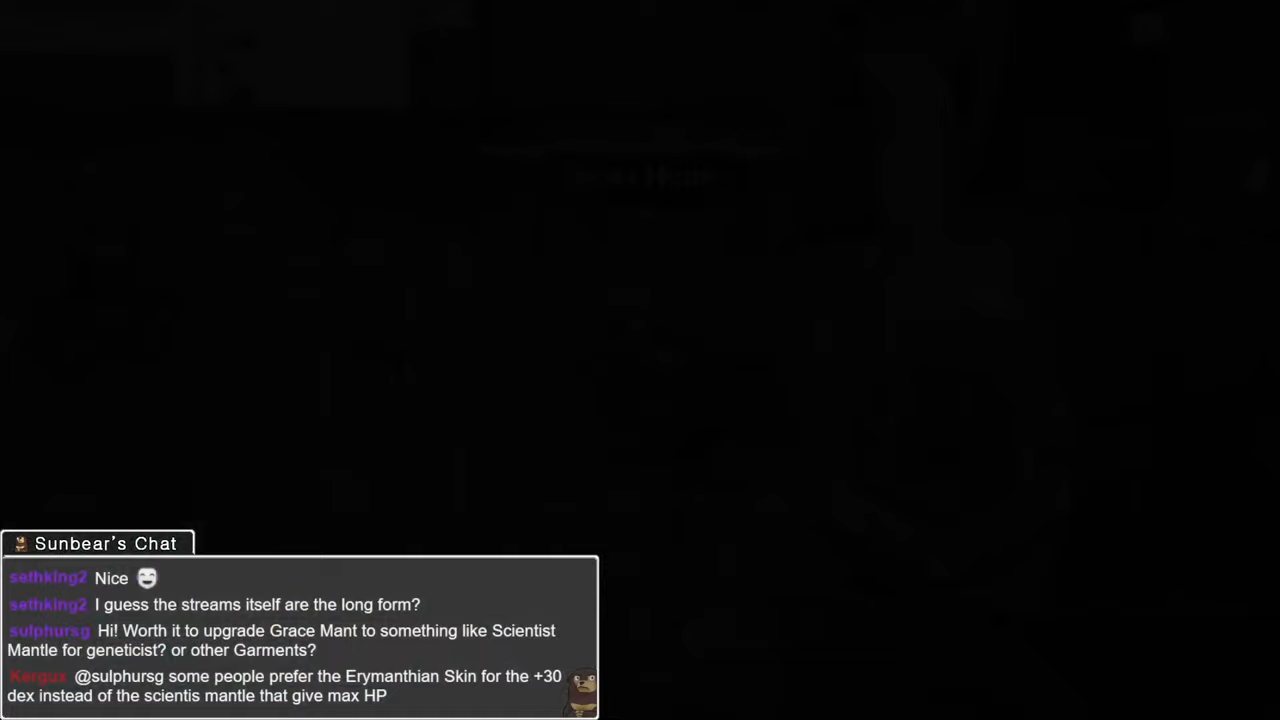 Sunbear's Chat
sethking2 Nice
sethking2 I guess the streams itself are the long form?
sulphursg Hi! Worth it to upgrade Grace Mant to something like Scientist
Mantle for geneticist? or other Garments?
Kergux @sulphursg some people prefer the Erymanthian Skin for the +30
dex instead of the scientis mantle that give max HP